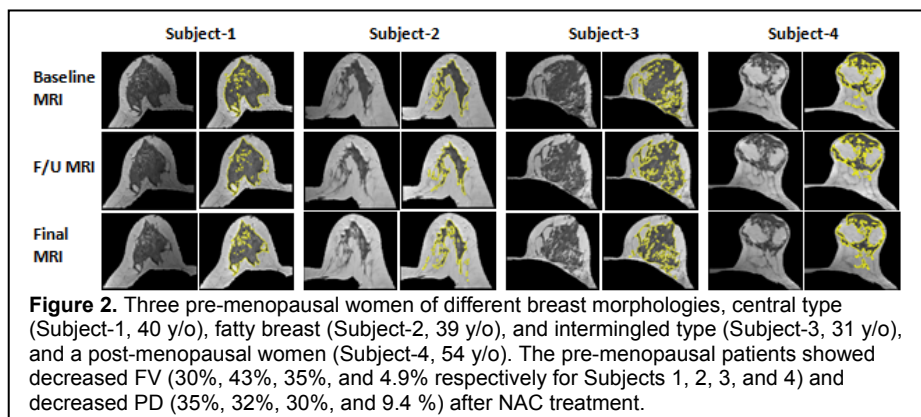 Subject-1 Subject-2 Subject-3 Subject-4
Baseline
MRI
F/U MRI
Final
MRI
Figure 2. Three pre-menopausal women of different breast morphologies, central type
(Subject-1, 40 y/o), fatty breast (Subject-2, 39 y/o), and intermingled type (Subject-3, 31 y/o),
and a post-menopausal women (Subject-4, 54 y/o). The pre-menopausal patients showed
decreased FV (30%, 43%, 35%, and 4.9% respectively for Subjects 1, 2, 3, and 4) and
decreased PD (35%, 32%, 30%, and 9.4 %) after NAC treatment.